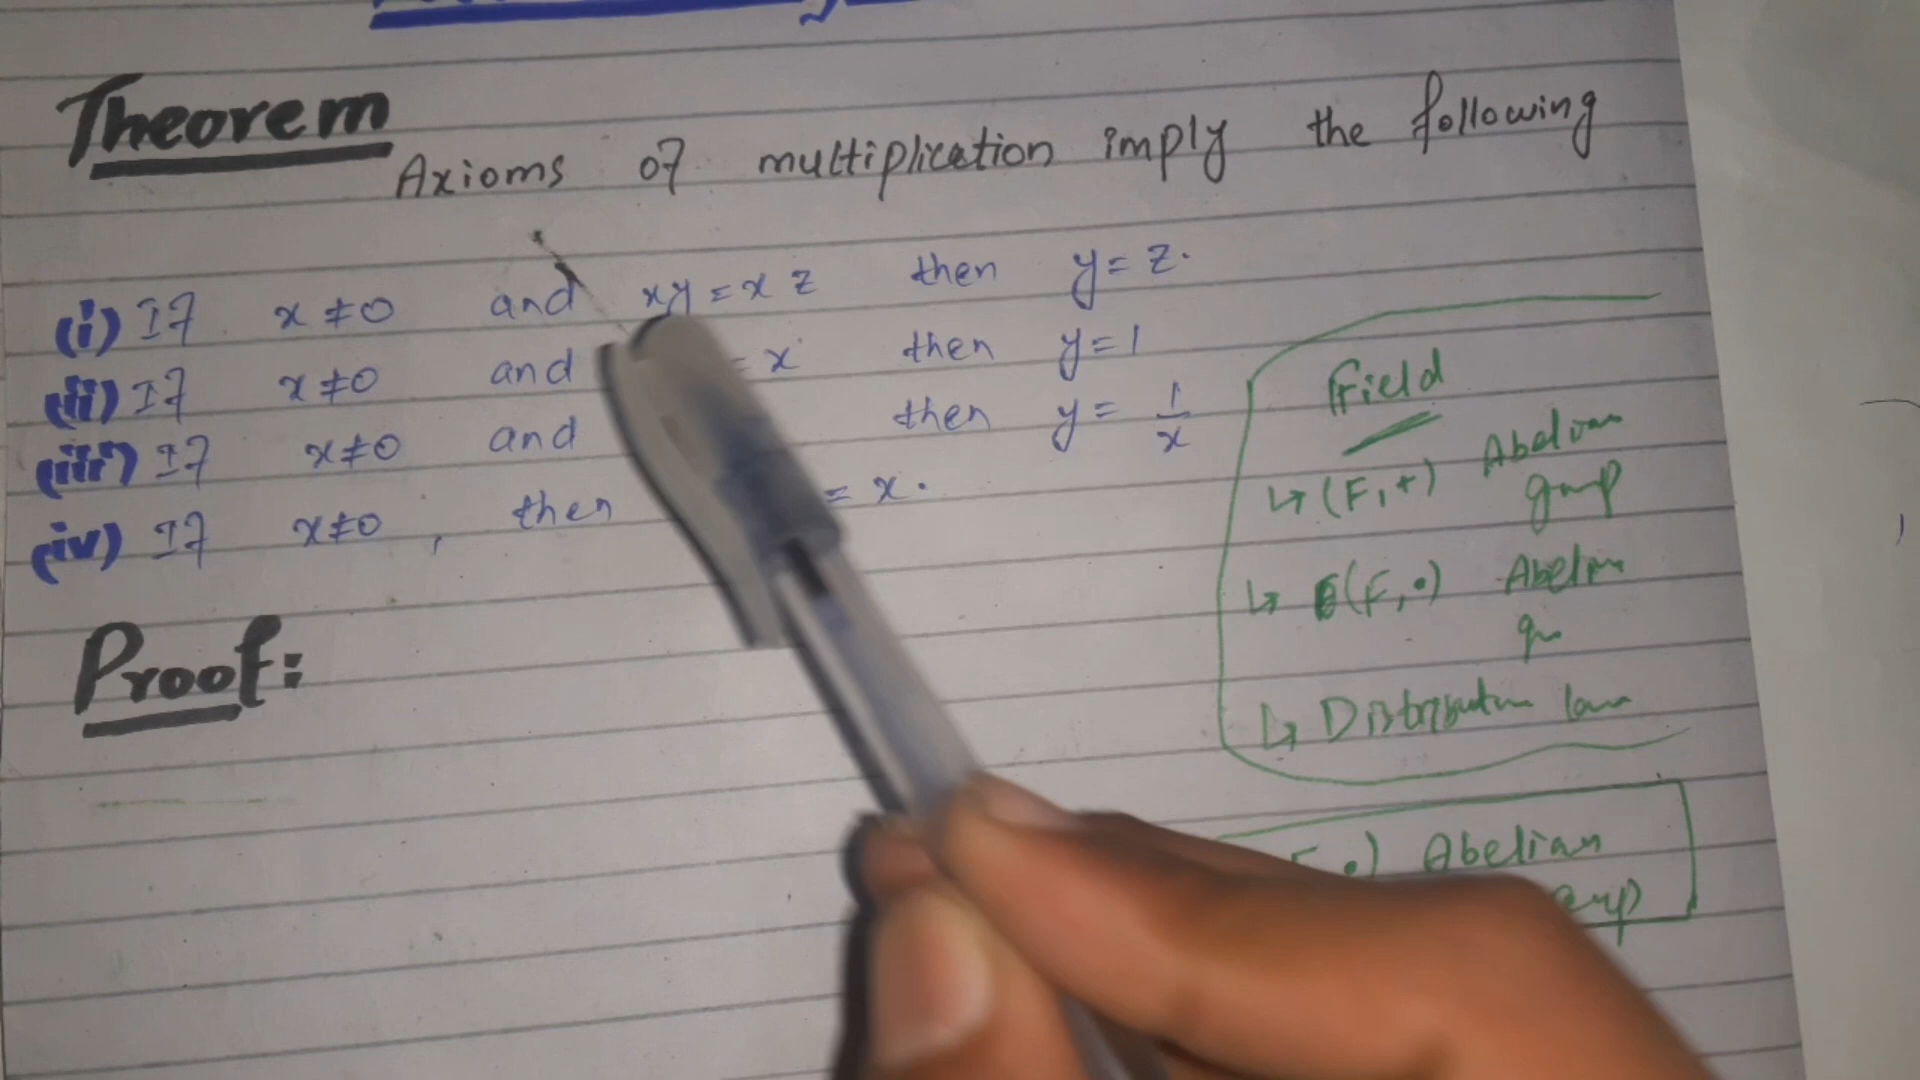 Theorem
Axioms of multiplication imply the following
(i) If x ≠ 0 and xy = x z then y = z.
(ii) If x ≠ 0 and = x then y = 1
(iii) If x ≠ 0 and then y = 1/x
(iv) If x ≠ 0 , then = x.
Proof:
Field
↳ (F, +) Abelian
group
↳ (F, •) Abelian
↳ Distributive law
•) Abelian